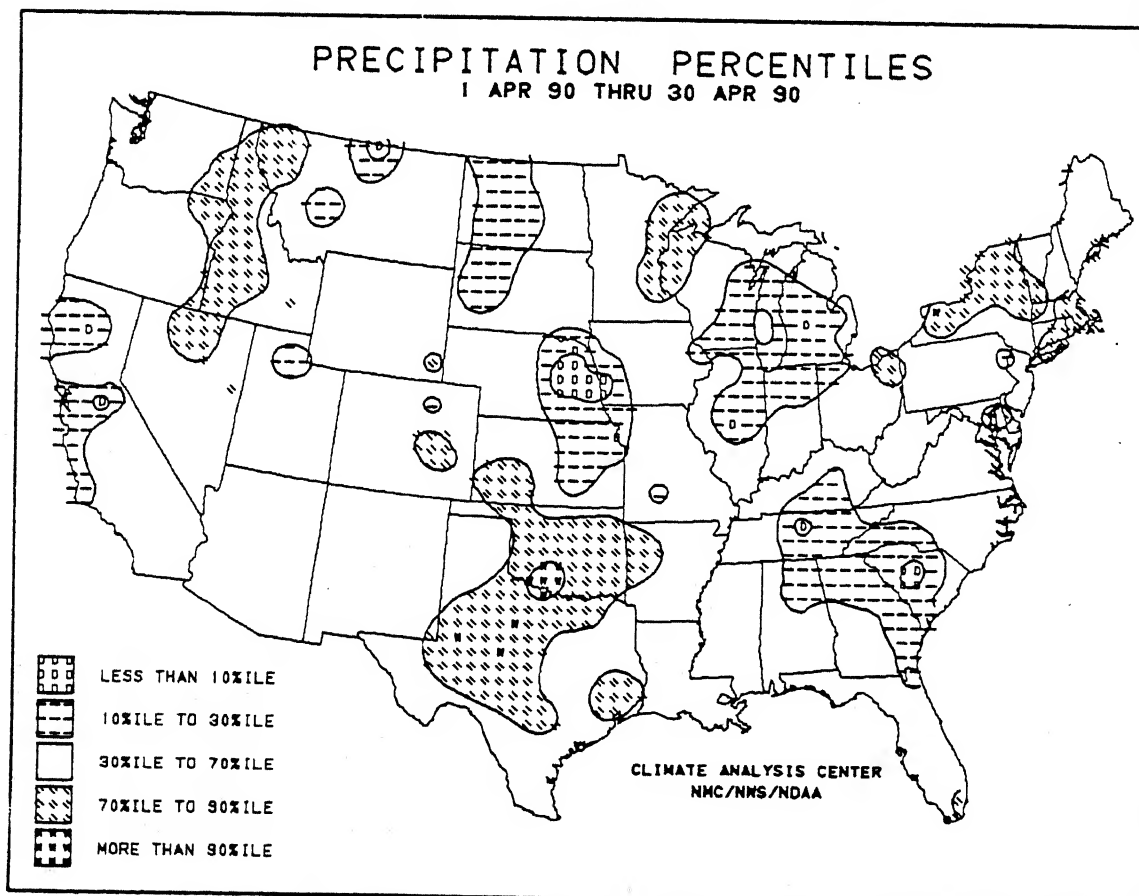 PRECIPITATION PERCENTILES
1 APR 90 THRU 30 APR 90
LESS THAN 10%ILE
10%ILE TO 30%ILE
30%ILE TO 70%ILE
70%ILE TO 90%ILE
MORE THAN 90%ILE
CLIMATE ANALYSIS CENTER
NMC/NWS/NOAA